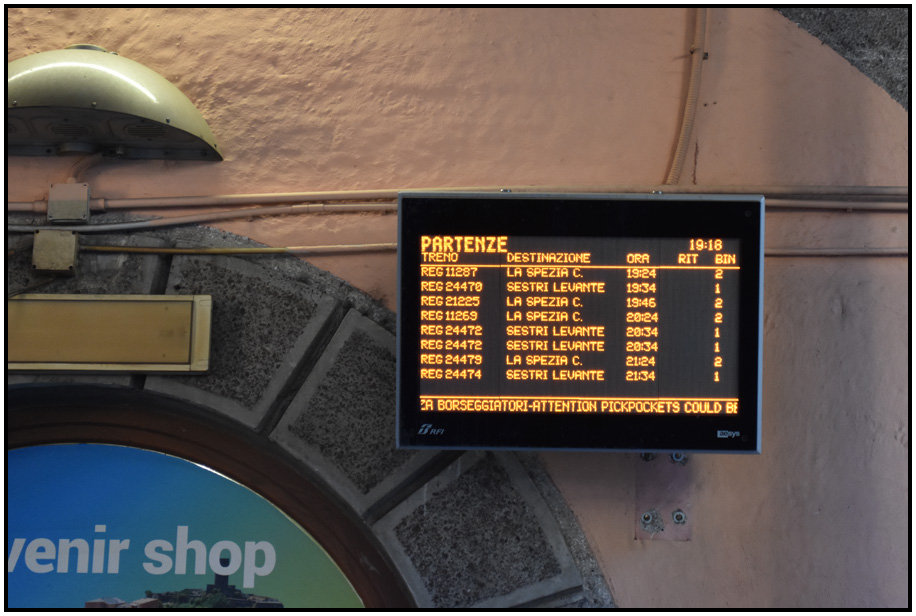 PARTENZE 19:18
TRENO DESTINAZIONE ORA RIT BIN
REG 11287 LA SPEZIA C. 19:24 2
REG 24470 SESTRI LEVANTE 19:34 1
REG 21225 LA SPEZIA C. 19:46 2
REG 11269 LA SPEZIA C. 20:24 2
REG 24472 SESTRI LEVANTE 20:34 1
REG 24472 SESTRI LEVANTE 20:34 1
REG 24479 LA SPEZIA C. 21:24 2
REG 24474 SESTRI LEVANTE 21:34 1
ZA BORSEGGIATORI-ATTENTION PICKPOCKETS COULD BE
RFI
sys
venir shop